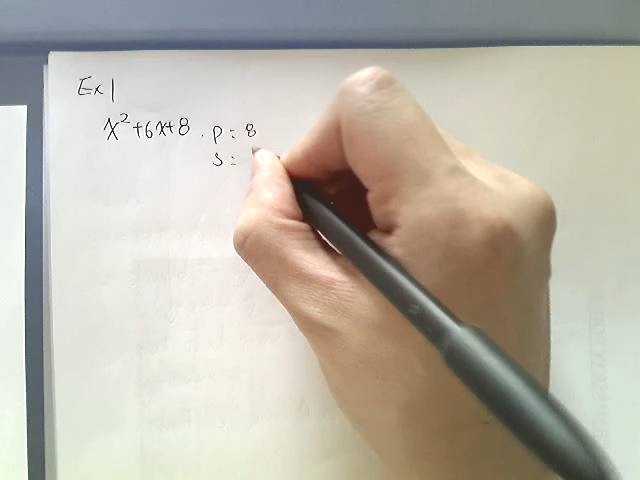 Ex 1
x²+6x+8 . p = 8
s =